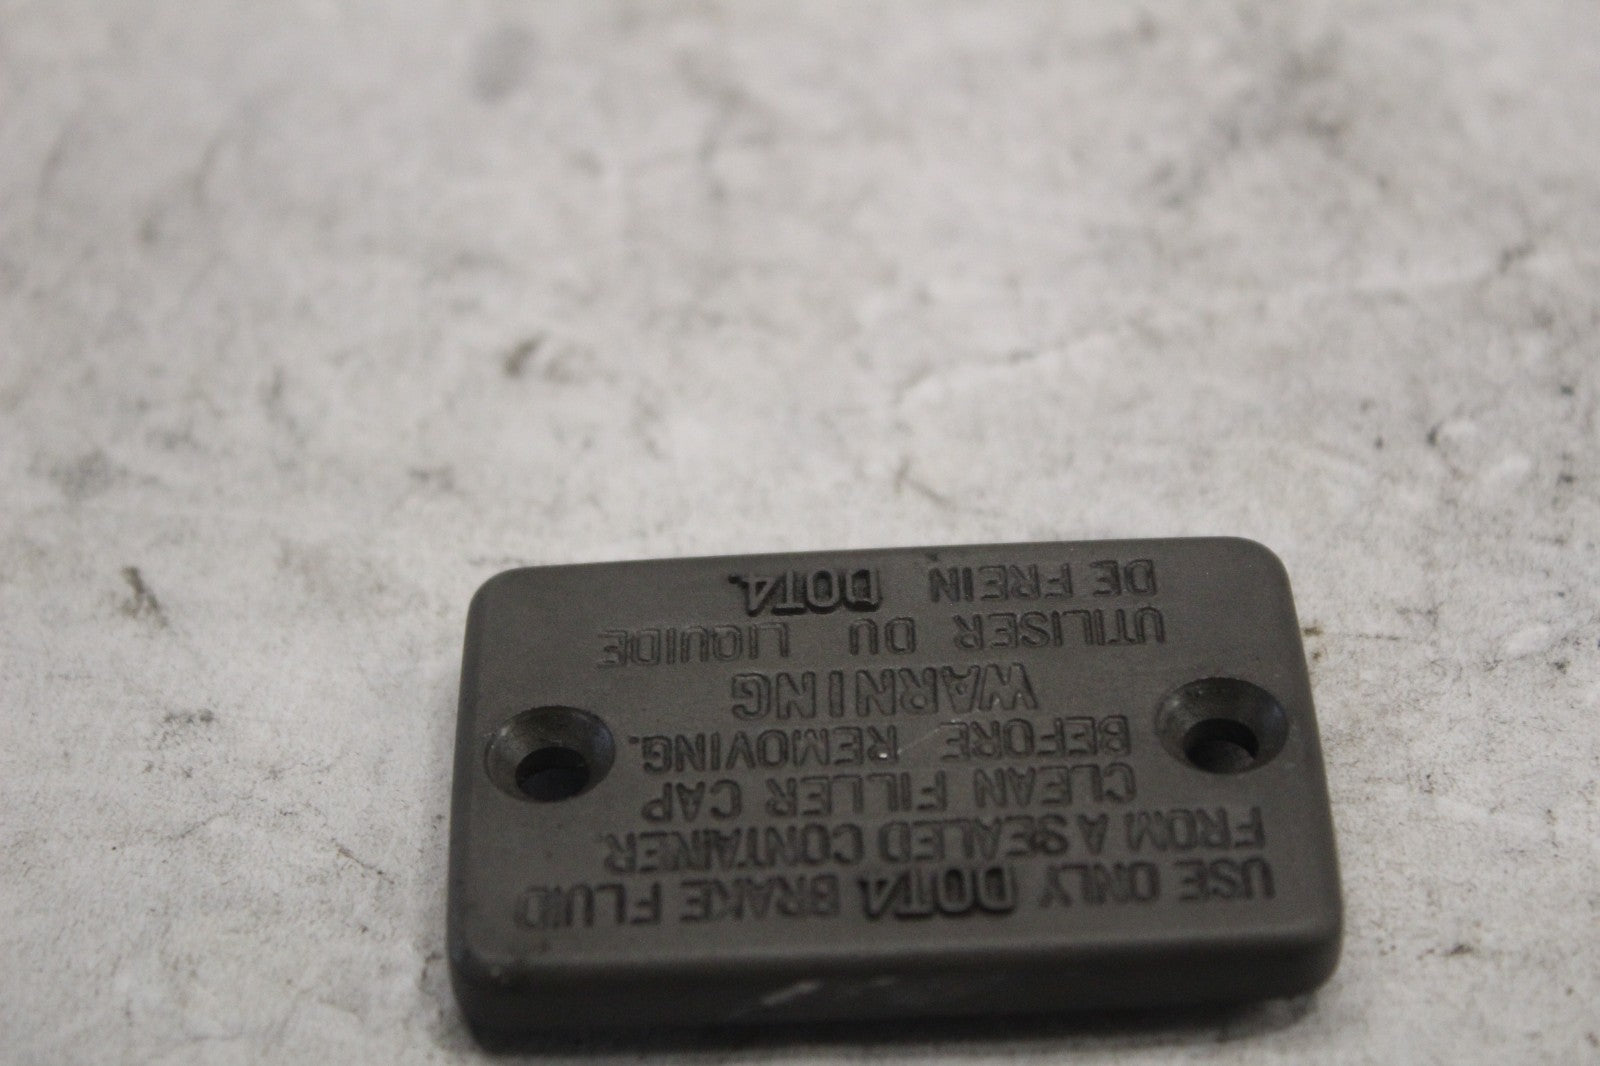 USE ONLY DOT4 BRAKE FLUID
FROM A SEALED CONTAINER.
CLEAN FILLER CAP
BEFORE REMOVING.
WARNING
UTILISER DU LIQUIDE
DE FREIN DOT4.